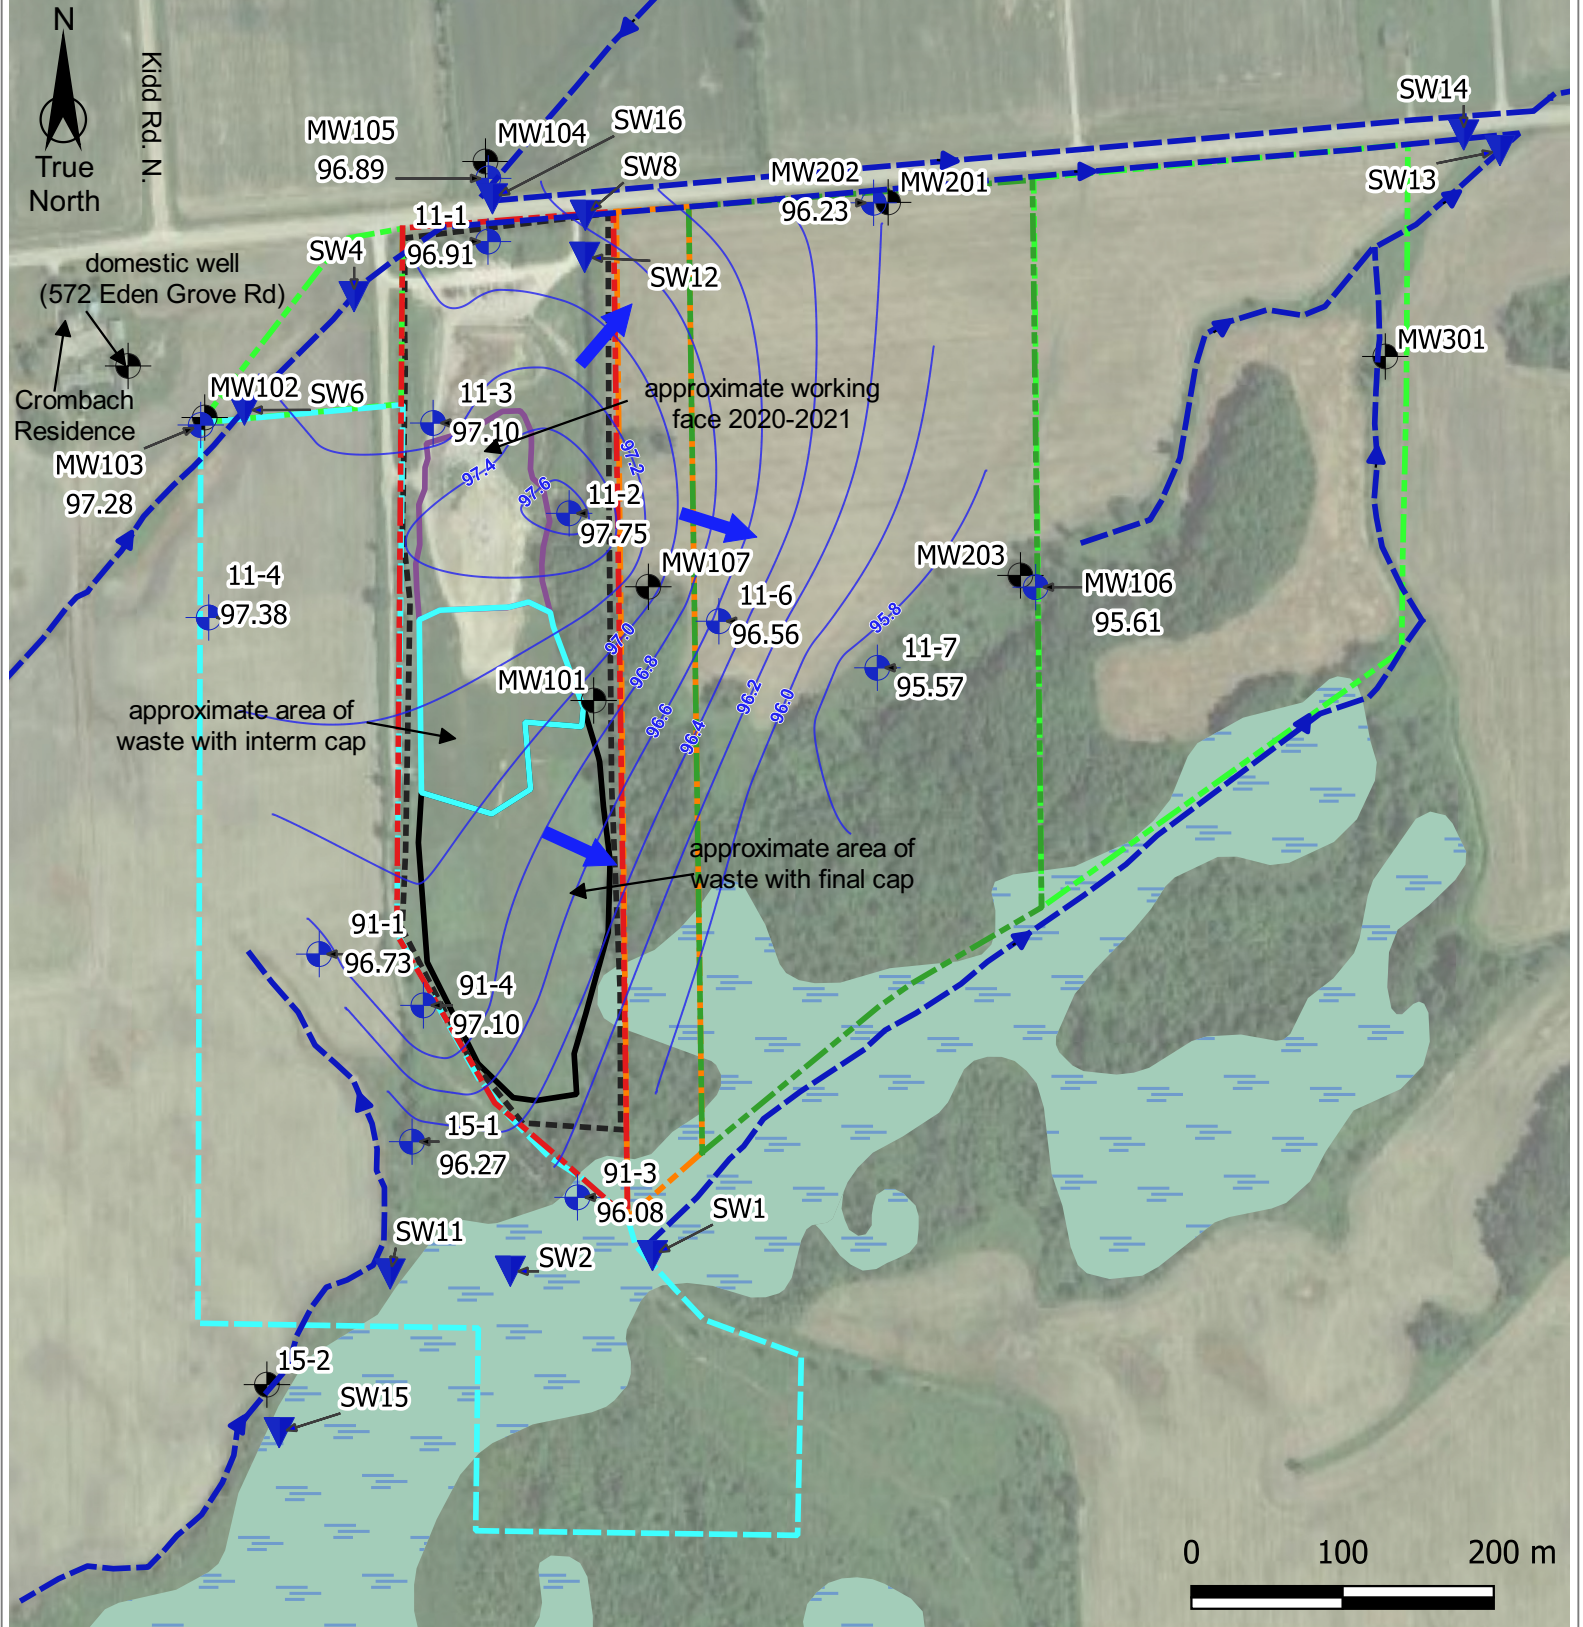 N
Kidd Rd. N.
True
North
SW14
MW105
96.89
MW104
SW16
SW8
MW202
96.23
MW201
SW13
11-1
96.91
SW4
SW12
domestic well
(572 Eden Grove Rd)
MW301
Crombach
Residence
MW102
SW6
11-3
97.10
approximate working
face 2020-2021
MW103
97.28
97.4
97.2
97.6
11-2
97.75
MW107
MW203
MW106
95.61
11-4
97.38
11-6
96.56
95.8
11-7
95.57
97.0
96.8
96.6
96.4
96.2
96.0
MW101
approximate area of
waste with interm cap
approximate area of
waste with final cap
91-1
96.73
91-4
97.10
15-1
96.27
91-3
96.08
SW1
SW11
SW2
15-2
SW15
0 100 200 m